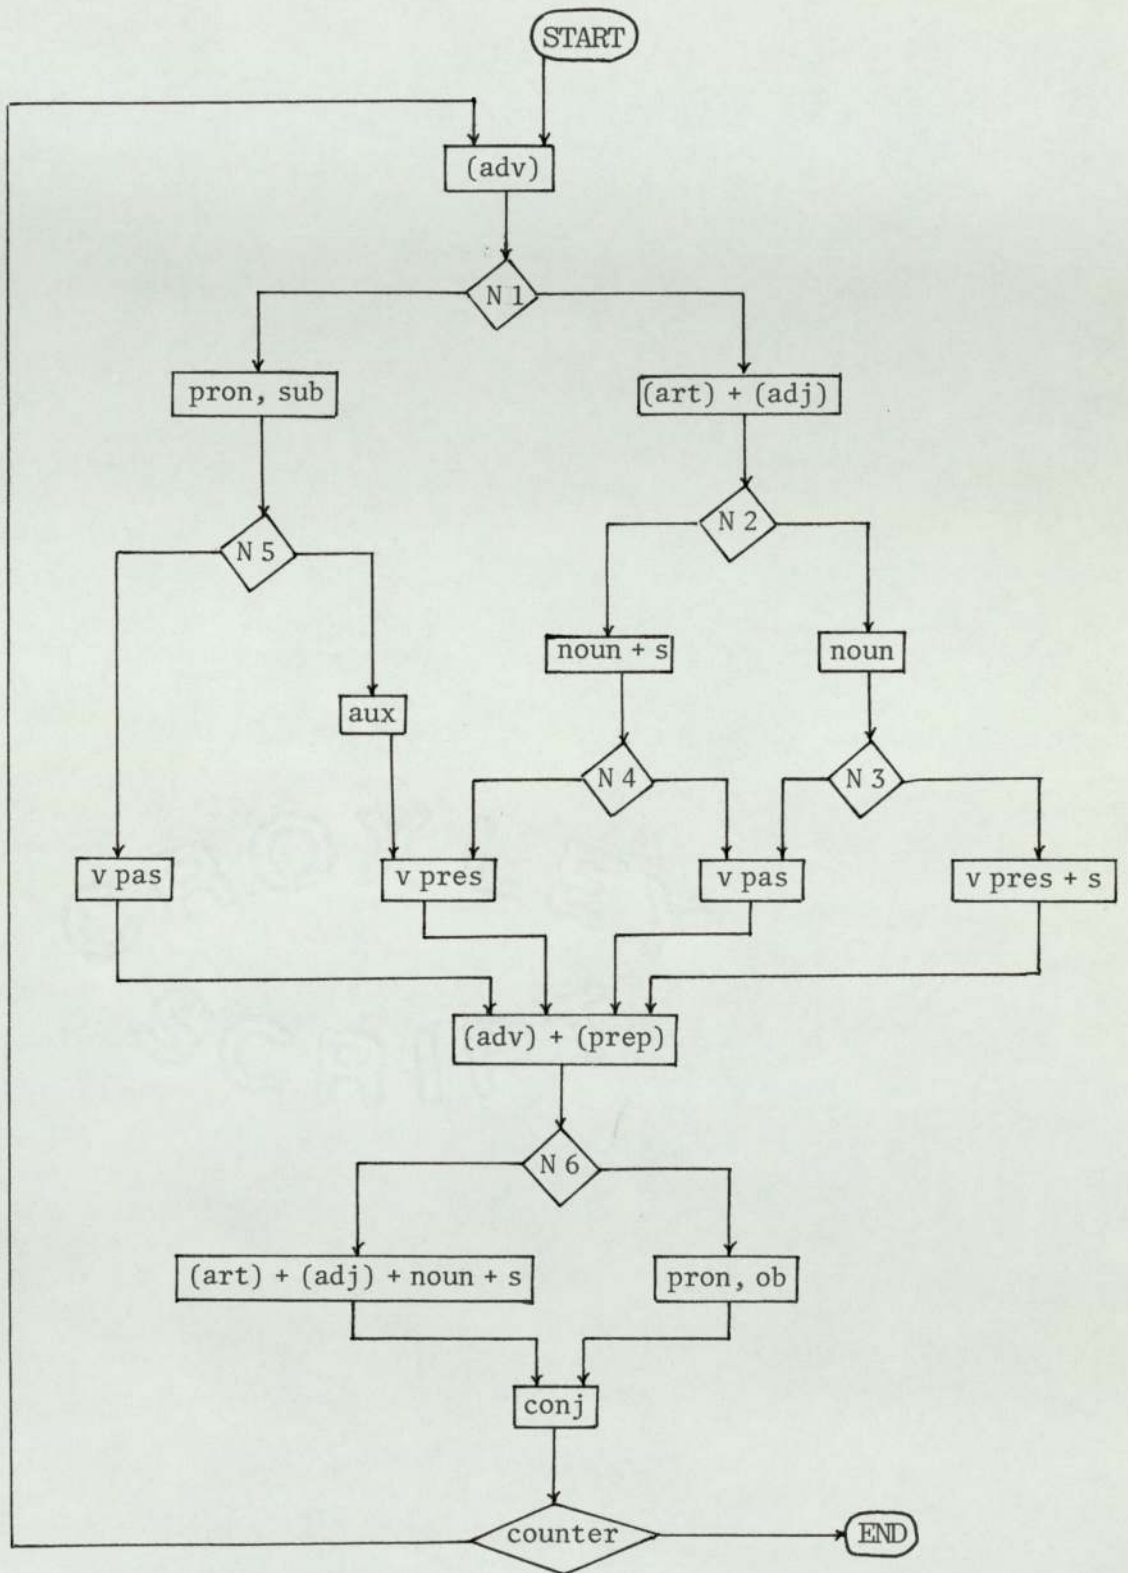 START
(adv)
N 1
pron, sub
(art) + (adj)
N 5
N 2
noun + s
noun
aux
N 4
N 3
v pas
v pres
v pas
v pres + s
(adv) + (prep)
N 6
(art) + (adj) + noun + s
pron, ob
conj
counter
END